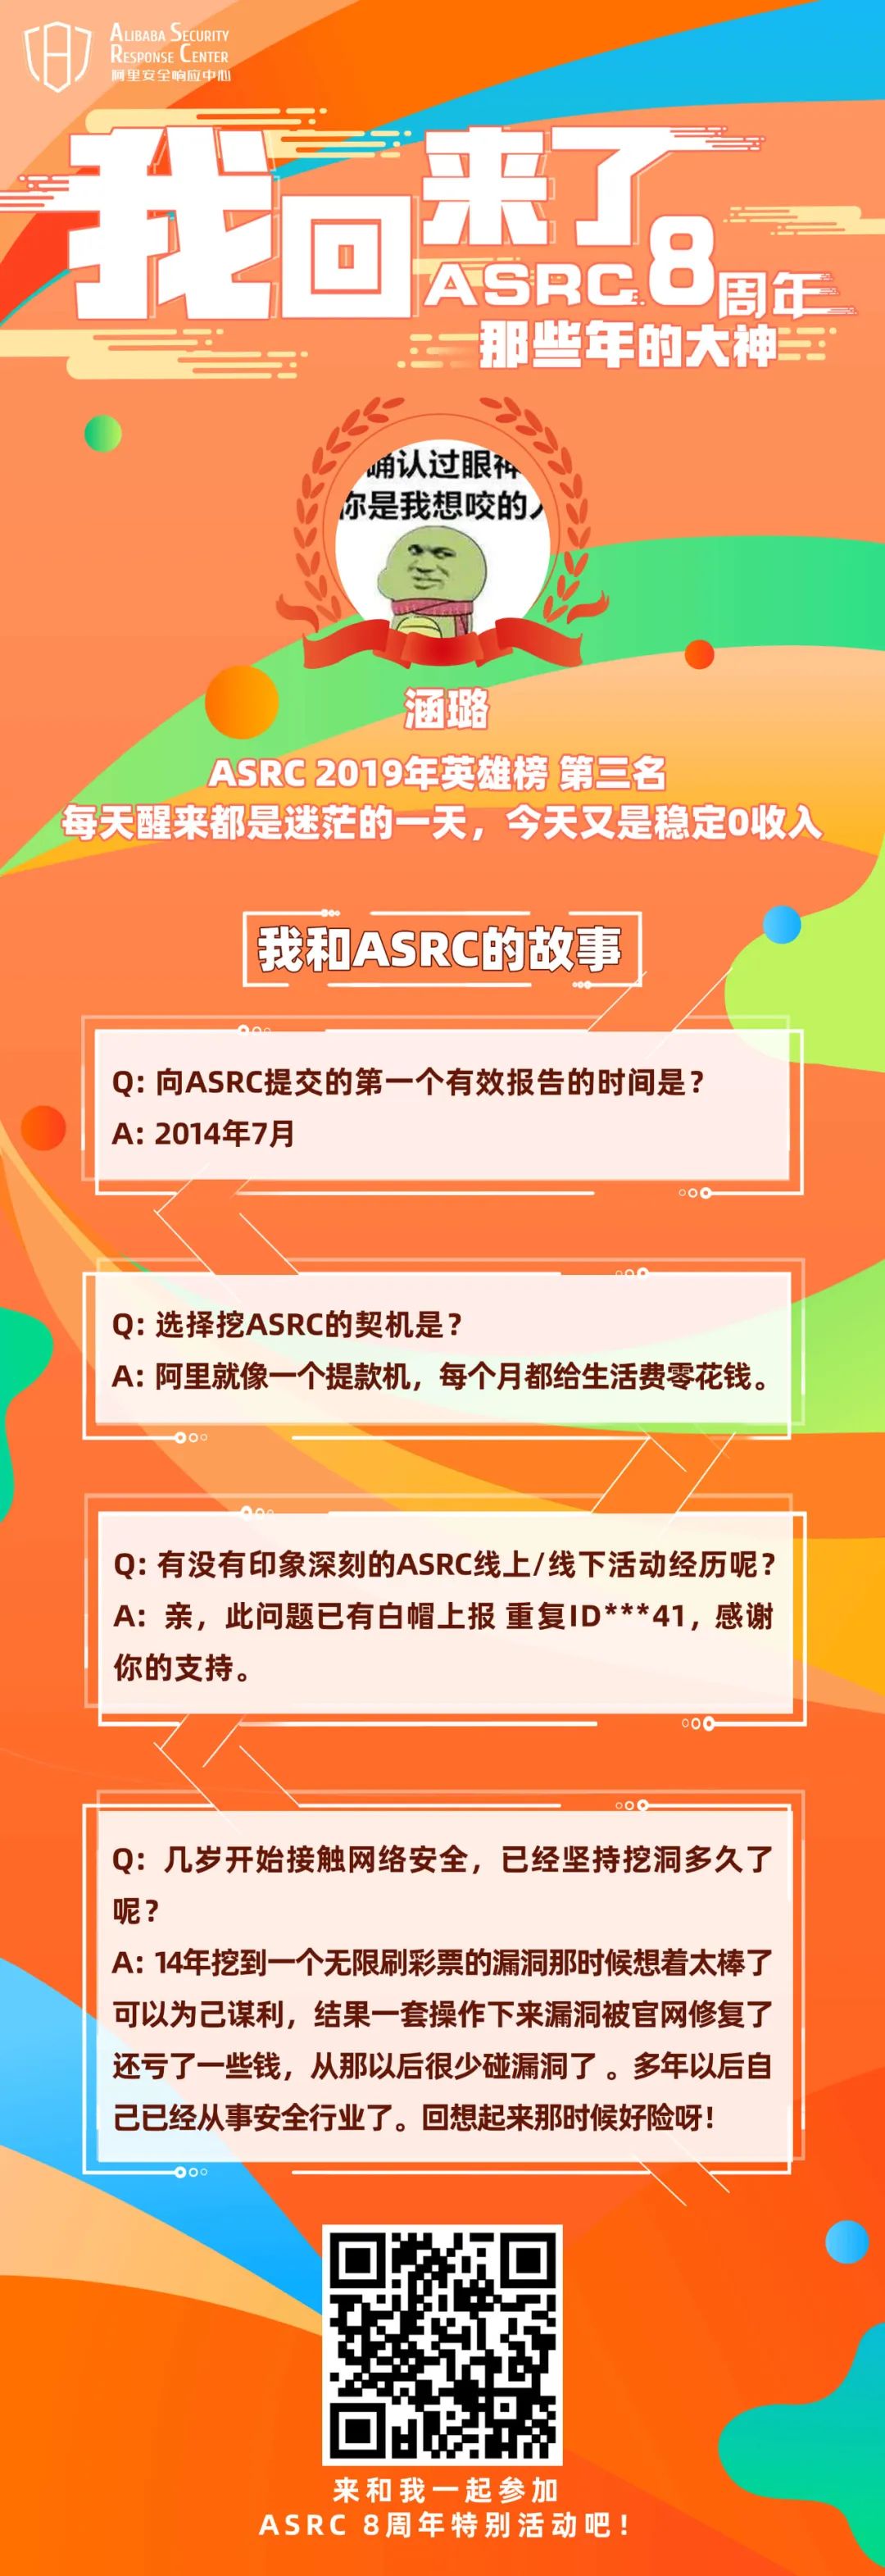 ALIBABA SECURITY
RESPONSE CENTER
阿里安全响应中心
我回来了
ASRC 8周年
那些年的大神
确认过眼神
你是我想咬的人
涵璐
ASRC 2019年英雄榜 第三名
每天醒来都是迷茫的一天，今天又是稳定0收入
我和ASRC的故事
Q: 向ASRC提交的第一个有效报告的时间是？
A: 2014年7月
Q: 选择挖ASRC的契机是？
A: 阿里就像一个提款机，每个月都给生活费零花钱。
Q: 有没有印象深刻的ASRC线上/线下活动经历呢？
A: 亲，此问题已有白帽上报 重复ID***41，感谢
你的支持。
Q: 几岁开始接触网络安全，已经坚持挖洞多久了
呢？
A: 14年挖到一个无限刷彩票的漏洞那时候想着太棒了
可以为己谋利，结果一套操作下来漏洞被官网修复了
还亏了一些钱，从那以后很少碰漏洞了 。多年以后自
己已经从事安全行业了。回想起来那时候好险呀！
来和我一起参加
ASRC 8周年特别活动吧！